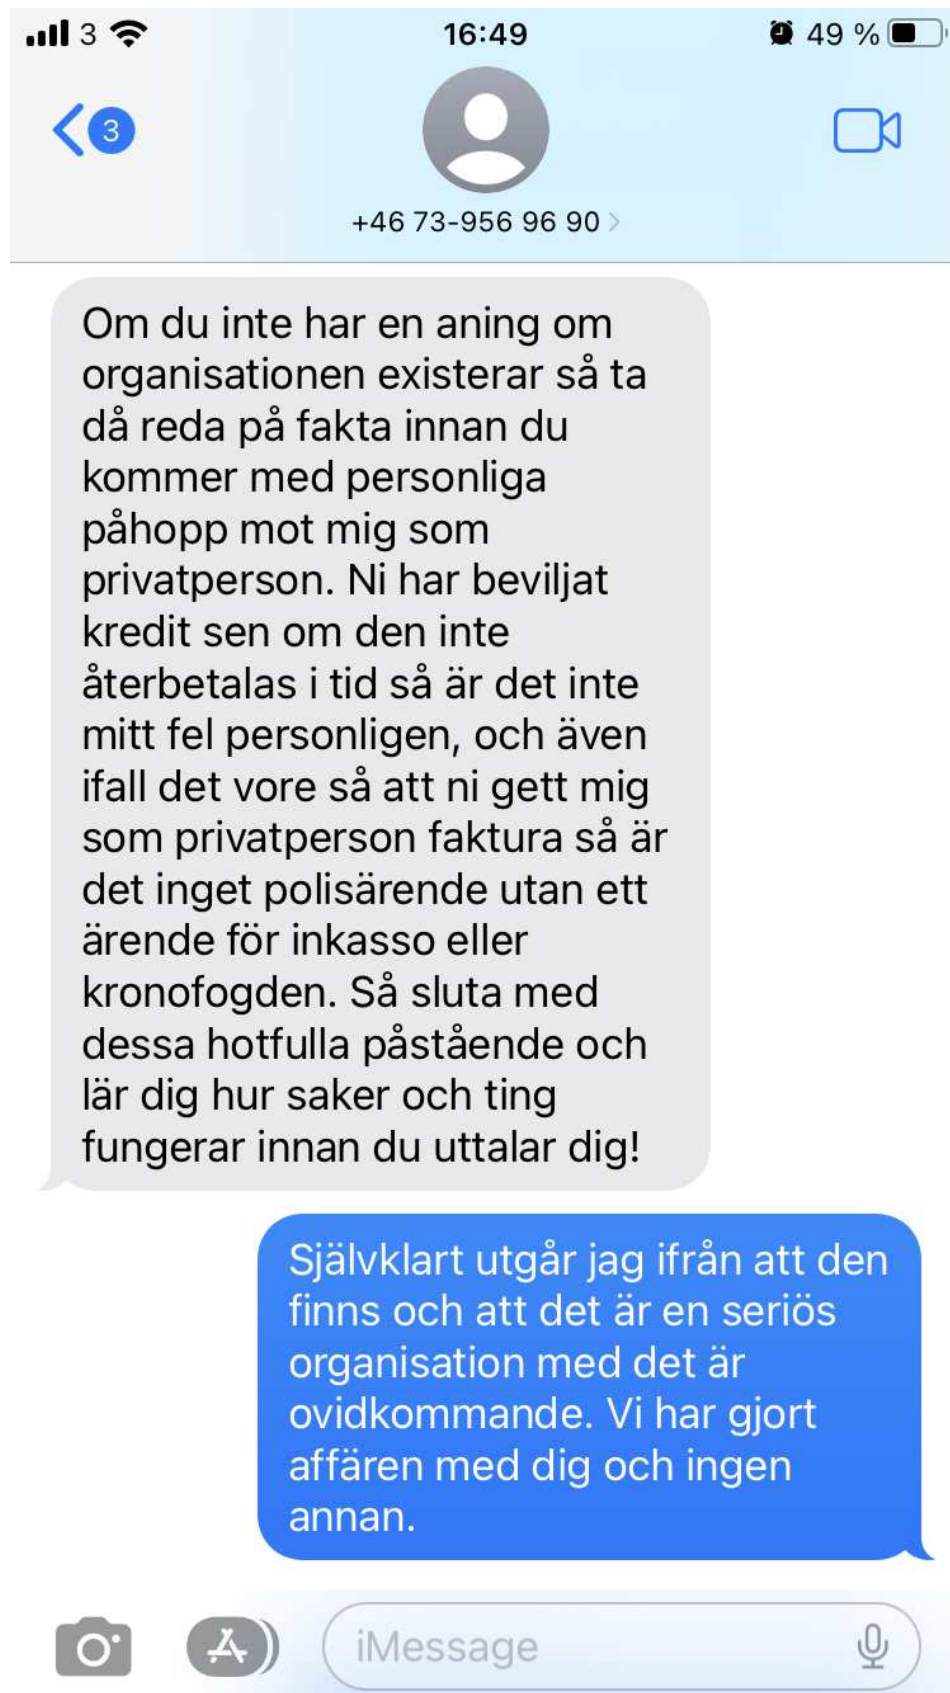 3
16:49
49 %
3
+46 73-956 96 90
Om du inte har en aning om
organisationen existerar så ta
då reda på fakta innan du
kommer med personliga
påhopp mot mig som
privatperson. Ni har beviljat
kredit sen om den inte
återbetalas i tid så är det inte
mitt fel personligen, och även
ifall det vore så att ni gett mig
som privatperson faktura så är
det inget polisärende utan ett
ärende för inkasso eller
kronofogden. Så sluta med
dessa hotfulla påstående och
lär dig hur saker och ting
fungerar innan du uttalar dig!
Självklart utgår jag ifrån att den
finns och att det är en seriös
organisation med det är
ovidkommande. Vi har gjort
affären med dig och ingen
annan.
iMessage